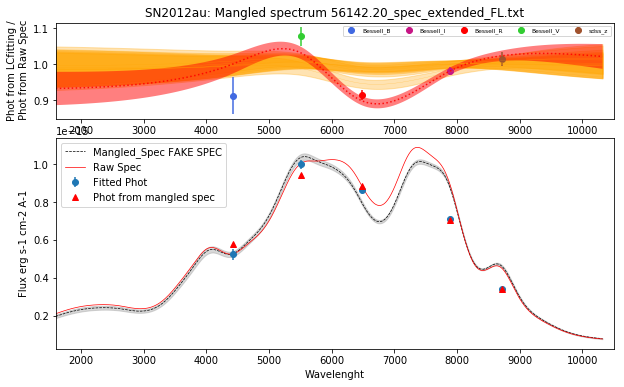 SN2012au: Mangled spectrum 56142.20_spec_extended_FL.txt
Phot from LCfitting /
Phot from Raw Spec
1.1
1.0
0.9
Bessell_B
Bessell_I
Bessell_R
Bessell_V
sdss_z
2000 3000 4000 5000 6000 7000 8000 9000 10000
Flux erg s-1 cm-2 A-1
1.0
0.8
0.6
0.4
0.2
Mangled_Spec FAKE SPEC
Raw Spec
Fitted Phot
Phot from mangled spec
2000 3000 4000 5000 6000 7000 8000 9000 10000
Wavelenght